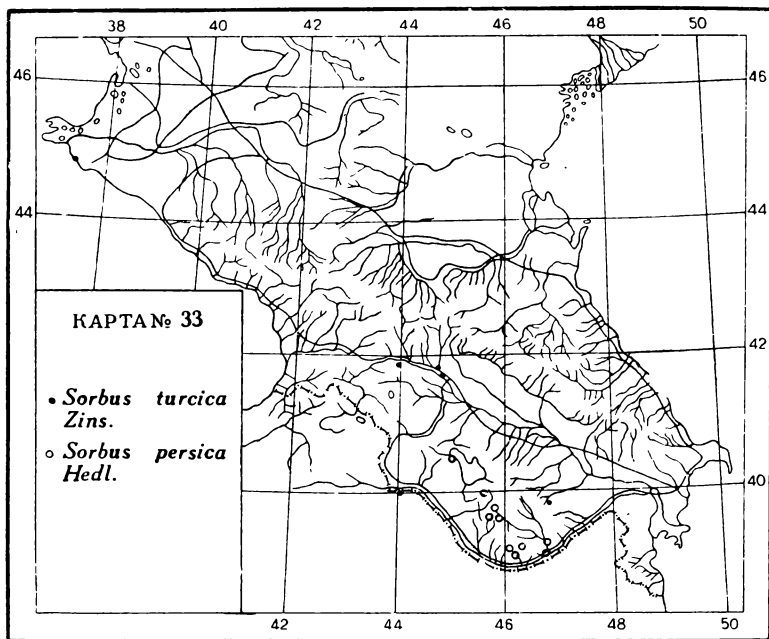 38 40 42 44 46 48 50
46 46
44 44
42
40
КАРТА № 33
• Sorbus turcica
Zins.
○ Sorbus persica
Hedl.
42 44 46 48 50